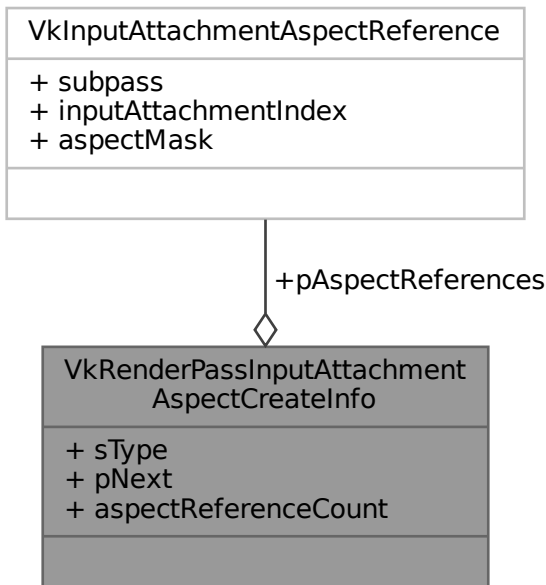 VkInputAttachmentAspectReference
+ subpass
+ inputAttachmentIndex
+ aspectMask
+pAspectReferences
VkRenderPassInputAttachment
AspectCreateInfo
+ sType
+ pNext
+ aspectReferenceCount